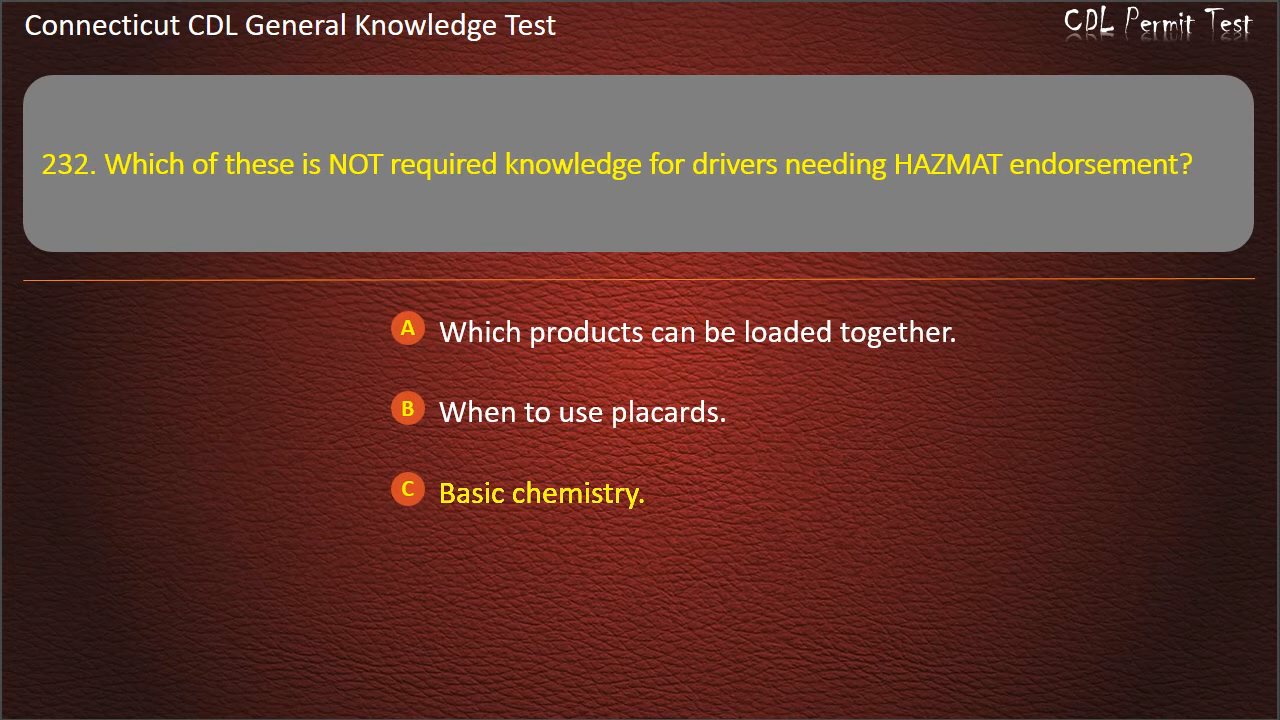 Connecticut CDL General Knowledge Test
CDL Permit Test
232. Which of these is NOT required knowledge for drivers needing HAZMAT endorsement?
A Which products can be loaded together.
B When to use placards.
C Basic chemistry.